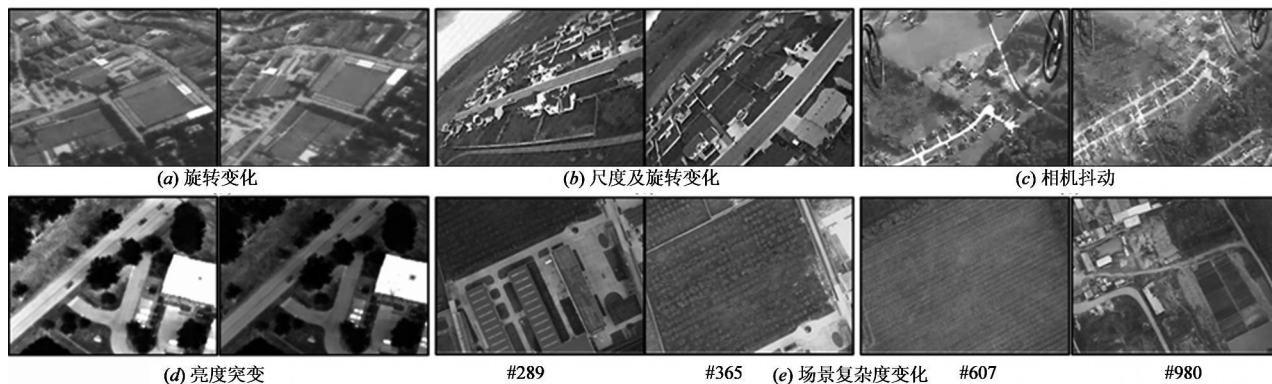 (a) 旋转变化
(b) 尺度及旋转变化
(c) 相机抖动
(d) 亮度突变
#289
#365
(e) 场景复杂度变化
#607
#980